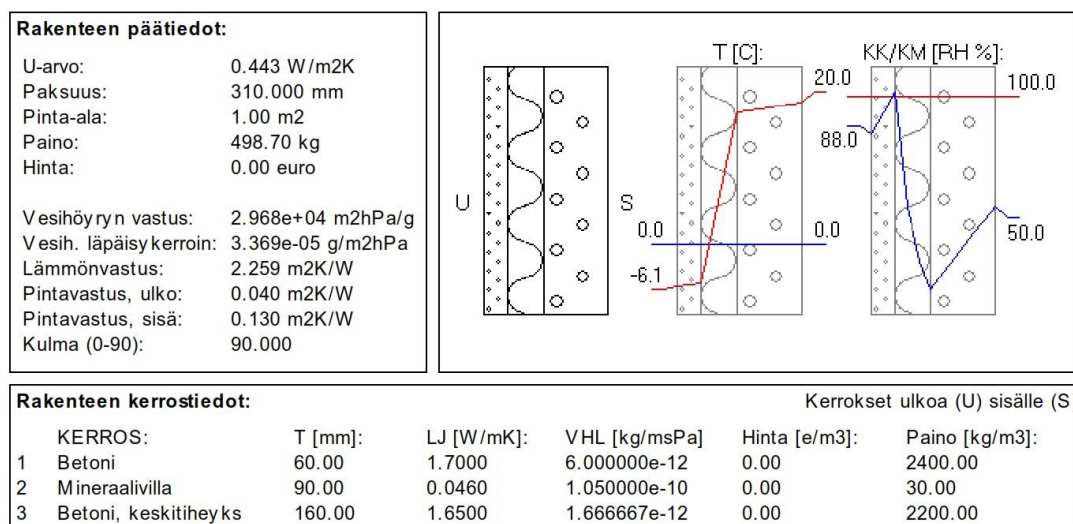 Rakenteen päätiedot:
U-arvo: 0.443 W/m2K
Paksuus: 310.000 mm
Pinta-ala: 1.00 m2
Paino: 498.70 kg
Hinta: 0.00 euro
Vesihöyryn vastus: 2.968e+04 m2hPa/g
Vesih. läpäisykerroin: 3.369e-05 g/m2hPa
Lämmönvastus: 2.259 m2K/W
Pintavastus, ulko: 0.040 m2K/W
Pintavastus, sisä: 0.130 m2K/W
Kulma (0-90): 90.000
T [C]: KK/KM [RH %]:
20.0 100.0
88.0
U S
0.0 0.0 50.0
-6.1
Rakenteen kerrostiedot: Kerrokset ulkoa (U) sisälle (S
KERROS: T [mm]: LJ [W/mK]: VHL [kg/msPa] Hinta [e/m3]: Paino [kg/m3]:
1 Betoni 60.00 1.7000 6.000000e-12 0.00 2400.00
2 Mineraalivilla 90.00 0.0460 1.050000e-10 0.00 30.00
3 Betoni, keskitiheyks 160.00 1.6500 1.666667e-12 0.00 2200.00